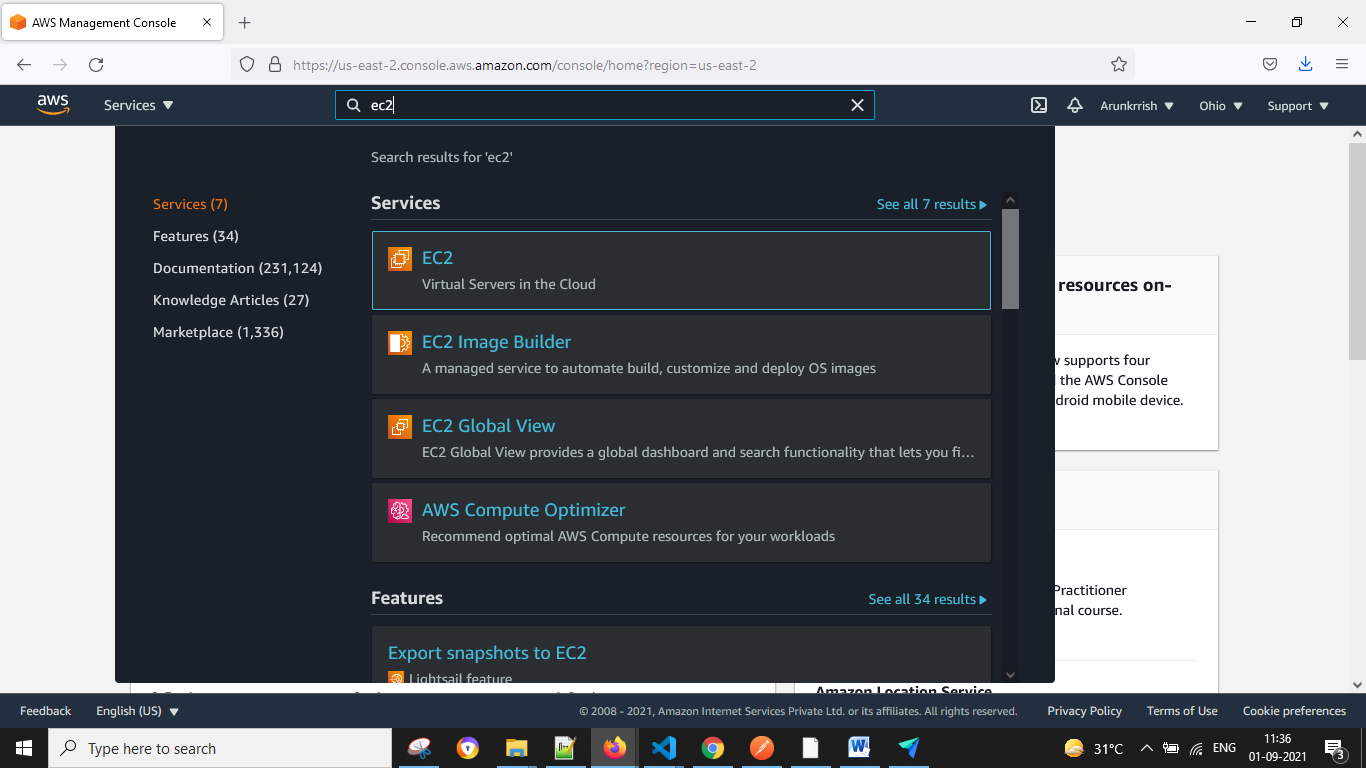 AWS Management Console
https://us-east-2.console.aws.amazon.com/console/home?region=us-east-2
aws
Services
ec2
Arunkrrish
Ohio
Support
Search results for 'ec2'
Services (7)
Features (34)
Documentation (231,124)
Knowledge Articles (27)
Marketplace (1,336)
Services
See all 7 results
EC2
Virtual Servers in the Cloud
EC2 Image Builder
A managed service to automate build, customize and deploy OS images
EC2 Global View
EC2 Global View provides a global dashboard and search functionality that lets you fi...
AWS Compute Optimizer
Recommend optimal AWS Compute resources for your workloads
Features
See all 34 results
Export snapshots to EC2
Lightsail feature
resources on-
supports four
the AWS Console
mobile device.
Practitioner
course.
Amazon Location Service
Feedback
English (US)
© 2008 - 2021, Amazon Internet Services Private Ltd. or its affiliates. All rights reserved.
Privacy Policy
Terms of Use
Cookie preferences
Type here to search
31°C
ENG
11:36
01-09-2021
3